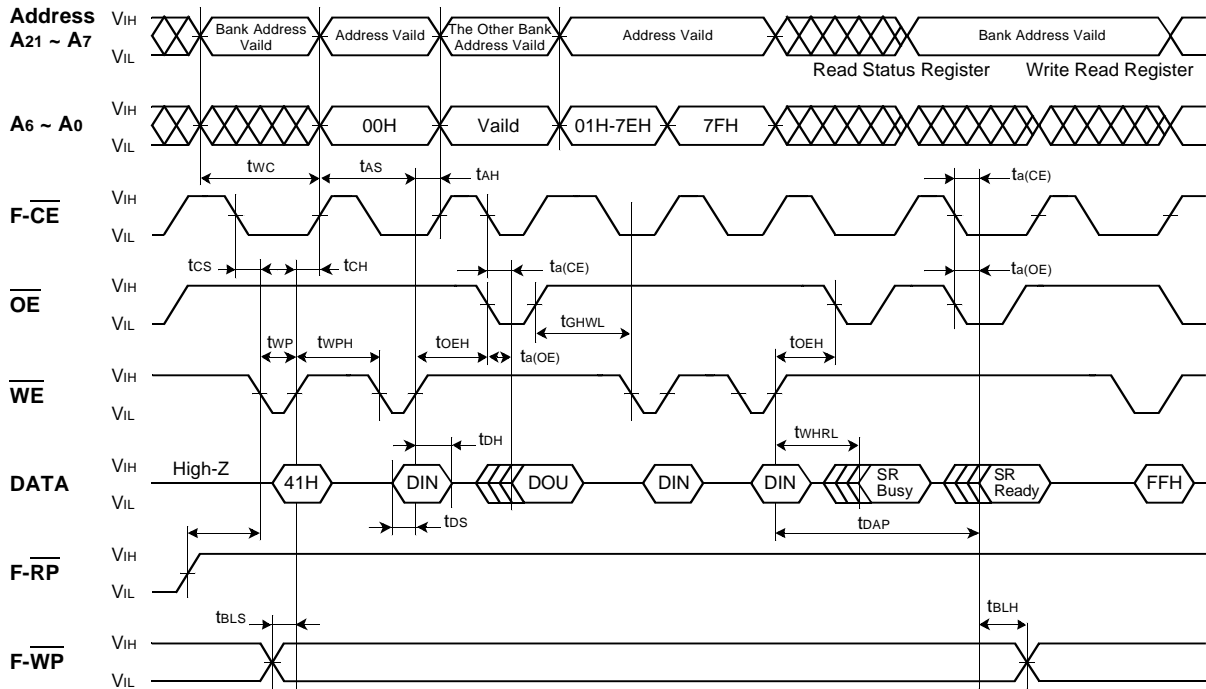 Address
A21 ~ A7
VIH
VIL
Bank Address
Vaild
Address Vaild
The Other Bank
Address Vaild
Address Vaild
Bank Address Vaild
Read Status Register
Write Read Register
A6 ~ A0
VIH
VIL
00H
Vaild
01H-7EH
7FH
tWC
tAS
tAH
ta(CE)
F-CE
VIH
VIL
tCS
tCH
ta(CE)
ta(OE)
OE
VIH
VIL
tGHWL
tWP
tWPH
tOEH
ta(OE)
tOEH
WE
VIH
VIL
tDH
tWHRL
DATA
VIH
VIL
High-Z
41H
DIN
DOU
DIN
DIN
SR
Busy
SR
Ready
FFH
tDS
tDAP
F-RP
VIH
VIL
tBLS
tBLH
F-WP
VIH
VIL